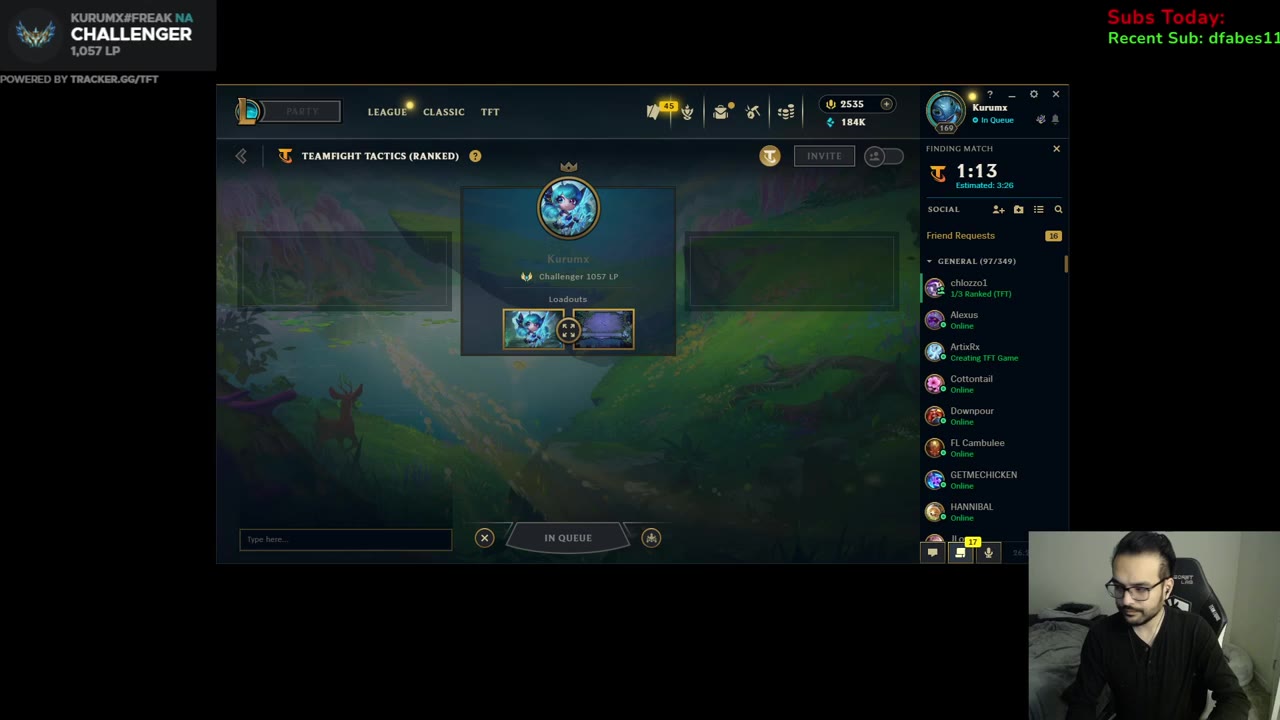 KURUMX#FREAK NA
CHALLENGER
1,057 LP
POWERED BY TRACKER.GG/TFT
Subs Today:
Recent Sub: dfabes11
PARTY
LEAGUE
CLASSIC
TFT
45
2535
184K
169
Kurumx
In Queue
TEAMFIGHT TACTICS (RANKED)
INVITE
FINDING MATCH
1:13
Estimated: 3:26
SOCIAL
Friend Requests
16
GENERAL (97/349)
Kurumx
Challenger 1057 LP
Loadouts
chlozzo1
1/3 Ranked (TFT)
Alexus
Online
ArtixRx
Creating TFT Game
Cottontail
Online
Downpour
Online
FL Cambulee
Online
GETMECHICKEN
Online
HANNIBAL
Online
Type here...
IN QUEUE
17